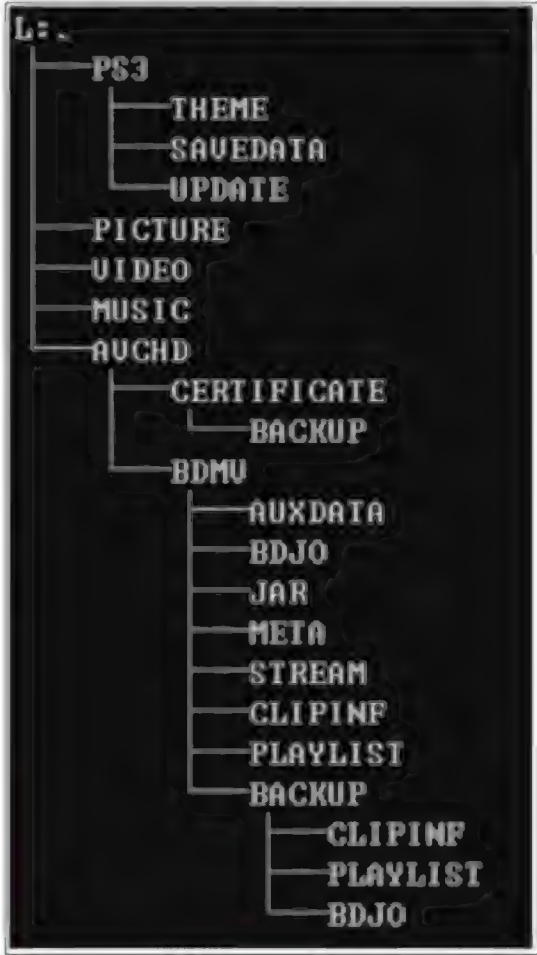 L:.
PS3
THEME
SAVEDATA
UPDATE
PICTURE
VIDEO
MUSIC
AVCHD
CERTIFICATE
BACKUP
BDMV
AUXDATA
BDJO
JAR
META
STREAM
CLIPINF
PLAYLIST
BACKUP
CLIPINF
PLAYLIST
BDJO